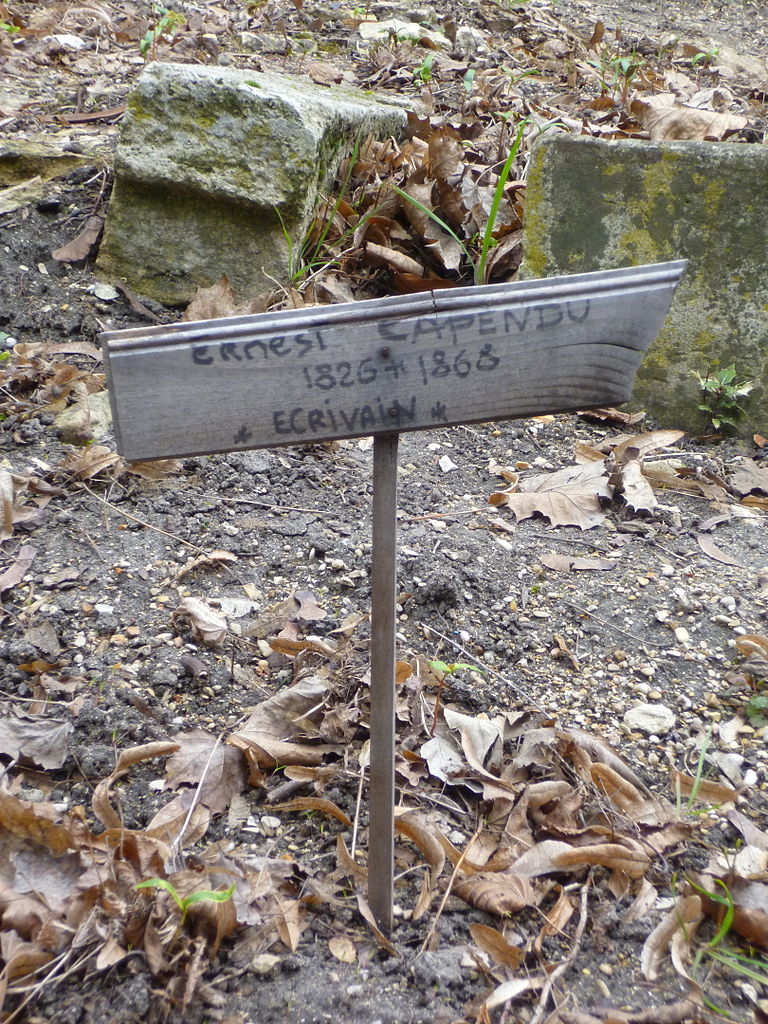 ERnesT CAPENDU
1826 + 1868
* ECRIVAIN *